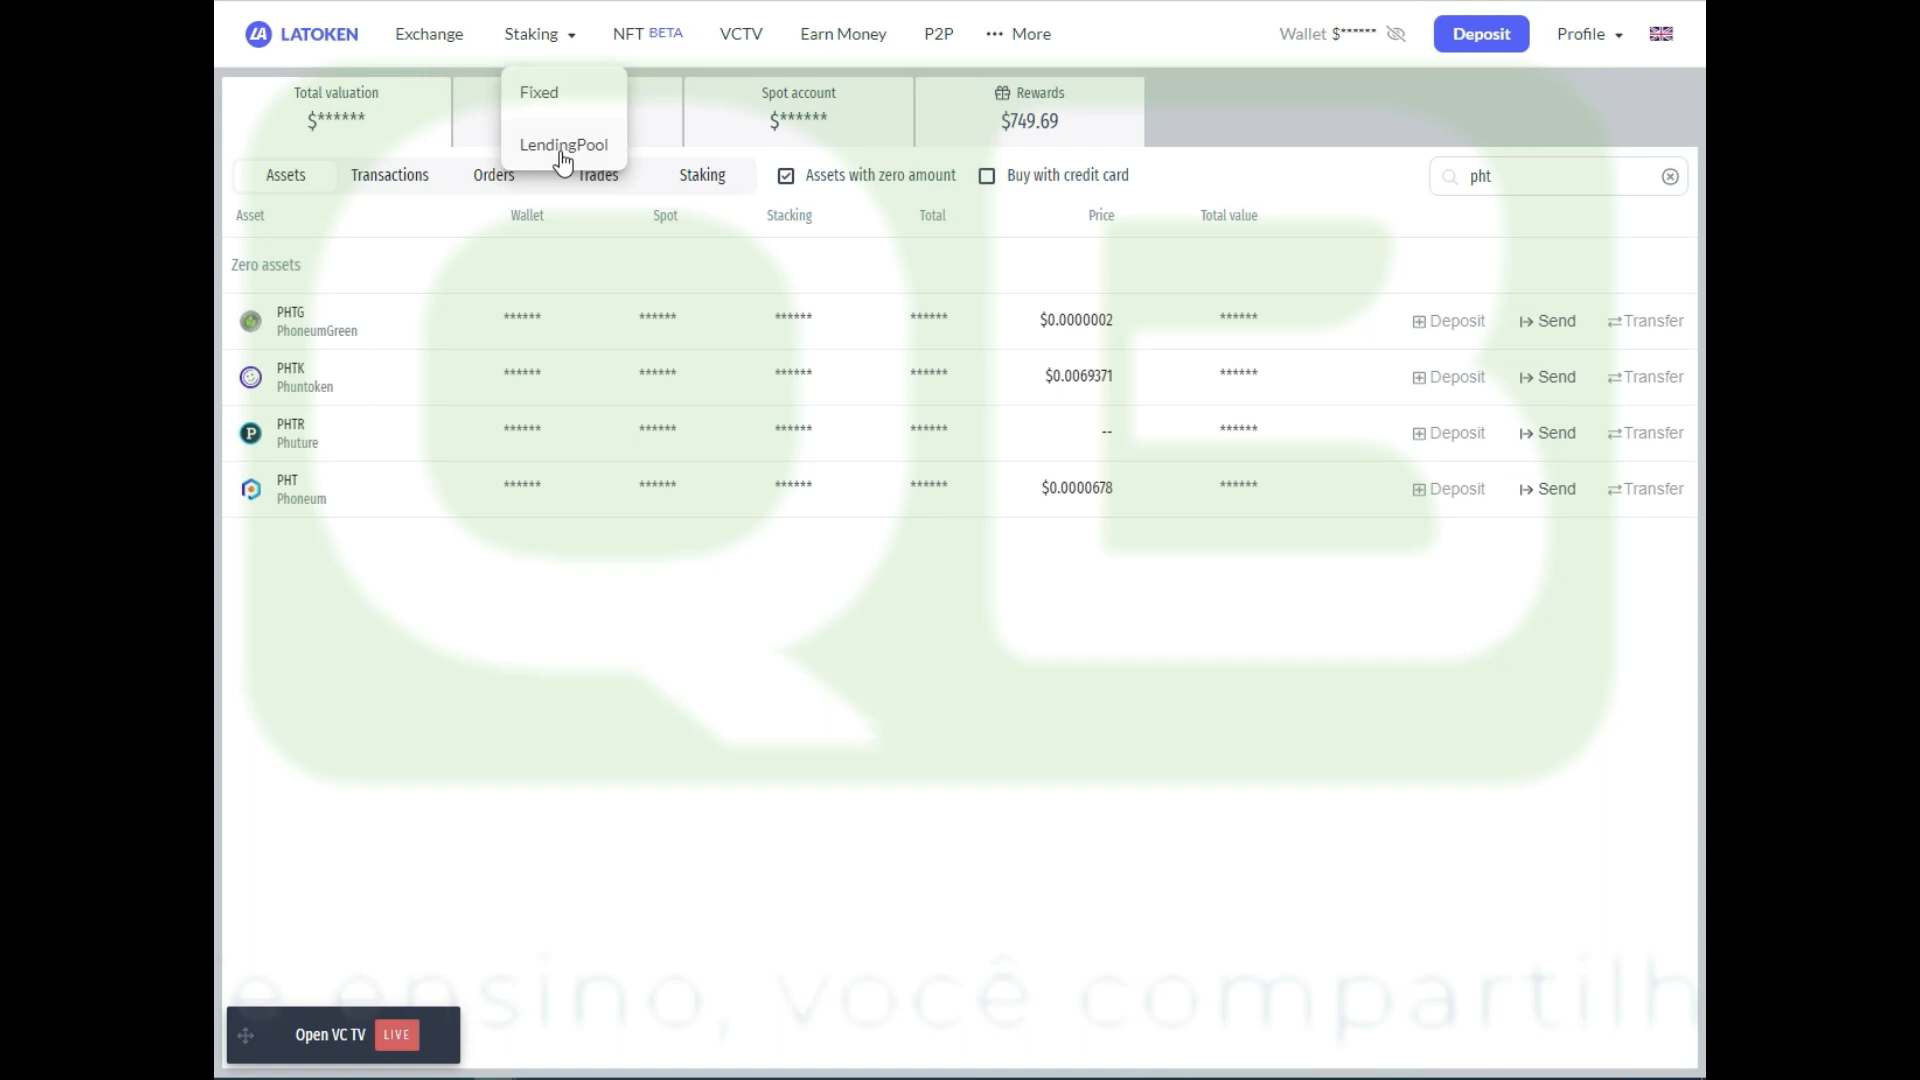 LATOKEN Exchange Staking NFT BETA VCTV Earn Money P2P ••• More Wallet $****** Deposit Profile
Total valuation Spot account Rewards
$****** $****** $749.69
Fixed
LendingPool
Assets Transactions Orders Trades Staking Assets with zero amount Buy with credit card pht
Asset Wallet Spot Stacking Total Price Total value
Zero assets
PHTG
PhoneumGreen ****** ****** ****** ****** $0.0000002 ****** Deposit Send Transfer
PHTK
Phuntoken ****** ****** ****** ****** $0.0069371 ****** Deposit Send Transfer
PHTR
Phuture ****** ****** ****** ****** -- ****** Deposit Send Transfer
PHT
Phoneum ****** ****** ****** ****** $0.0000678 ****** Deposit Send Transfer
QB
e ensino, você compartilh
Open VC TV LIVE